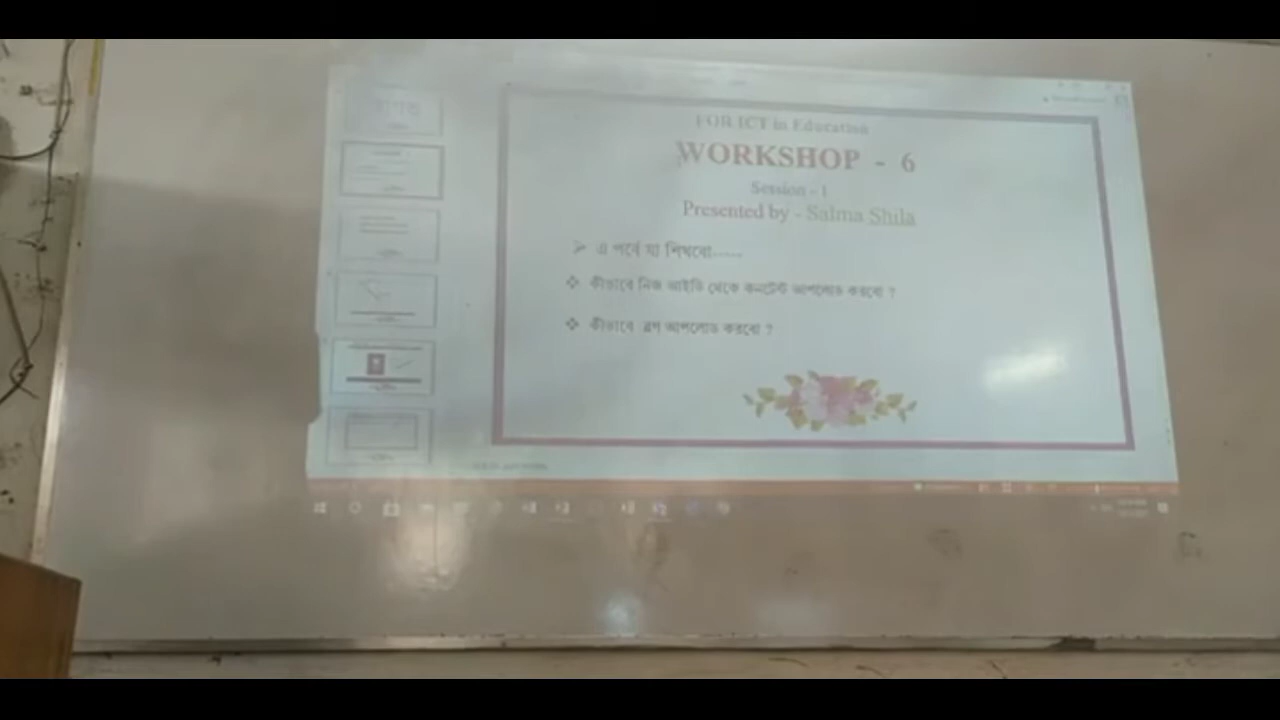 FOR ICT in Education
WORKSHOP - 6
Session - 1
Presented by - Salma Shila
➢ এ পর্বে যা শিখবো.....
❖ কীভাবে নিজ আইডি থেকে কনটেন্ট আপলোড করবো ?
❖ কীভাবে ব্লগ আপলোড করবো ?